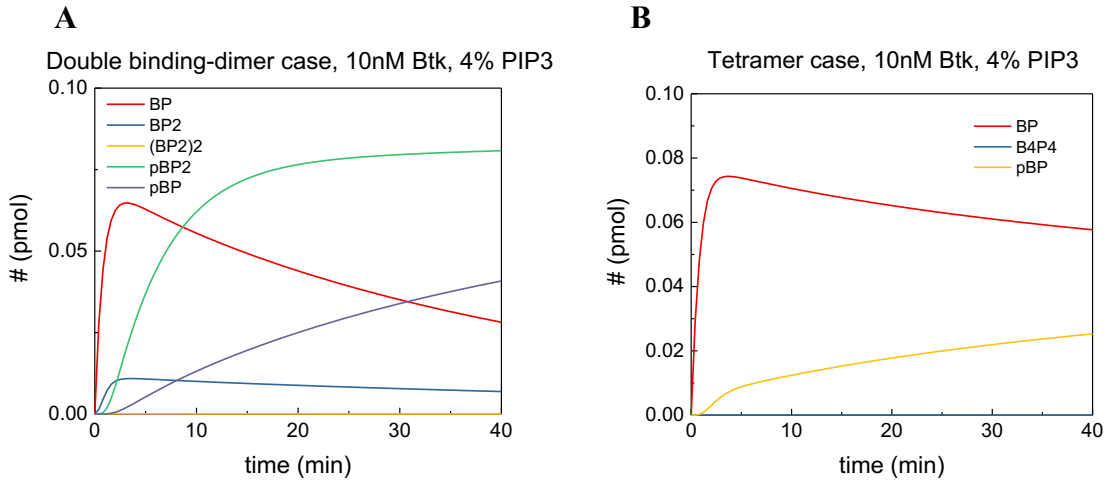 A
Double binding-dimer case, 10nM Btk, 4% PIP3
0.10
0.05
0.00
# (pmol)
BP
BP2
(BP2)2
pBP2
pBP
0
10
20
30
40
time (min)
B
Tetramer case, 10nM Btk, 4% PIP3
0.10
0.08
0.06
0.04
0.02
0.00
# (pmol)
BP
B4P4
pBP
0
10
20
30
40
time (min)